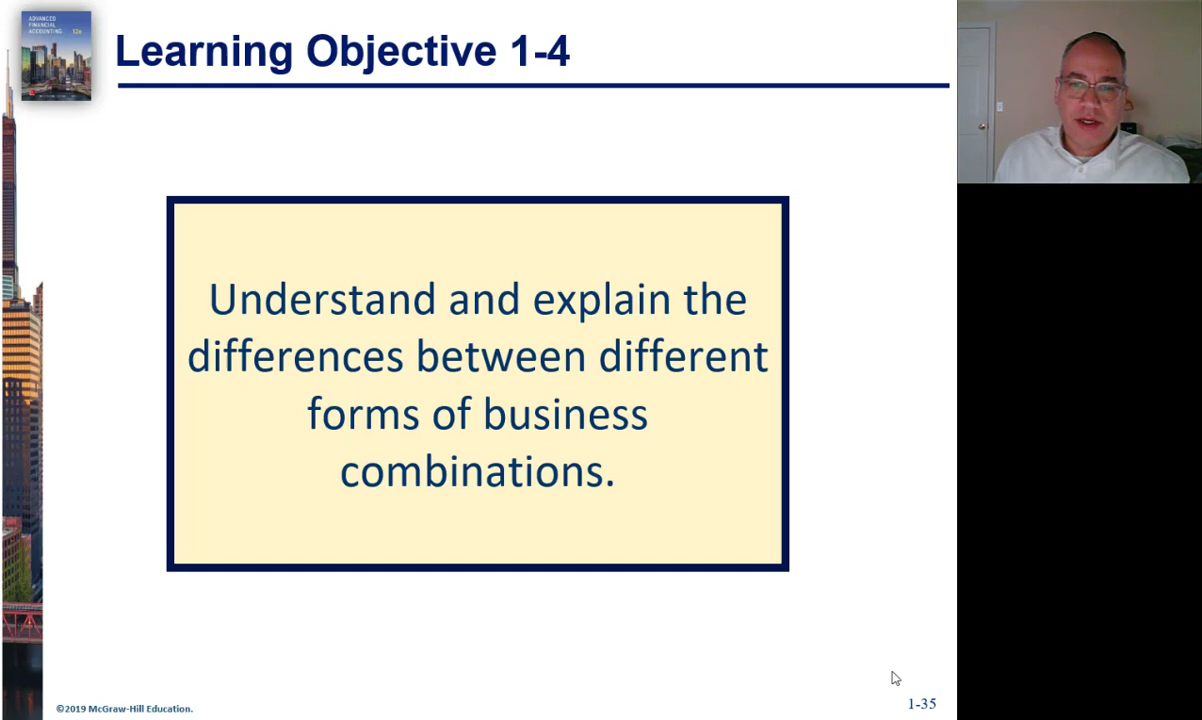 ADVANCED
FINANCIAL
ACCOUNTING 12e
Learning Objective 1-4
Understand and explain the
differences between different
forms of business
combinations.
©2019 McGraw-Hill Education.
1-35